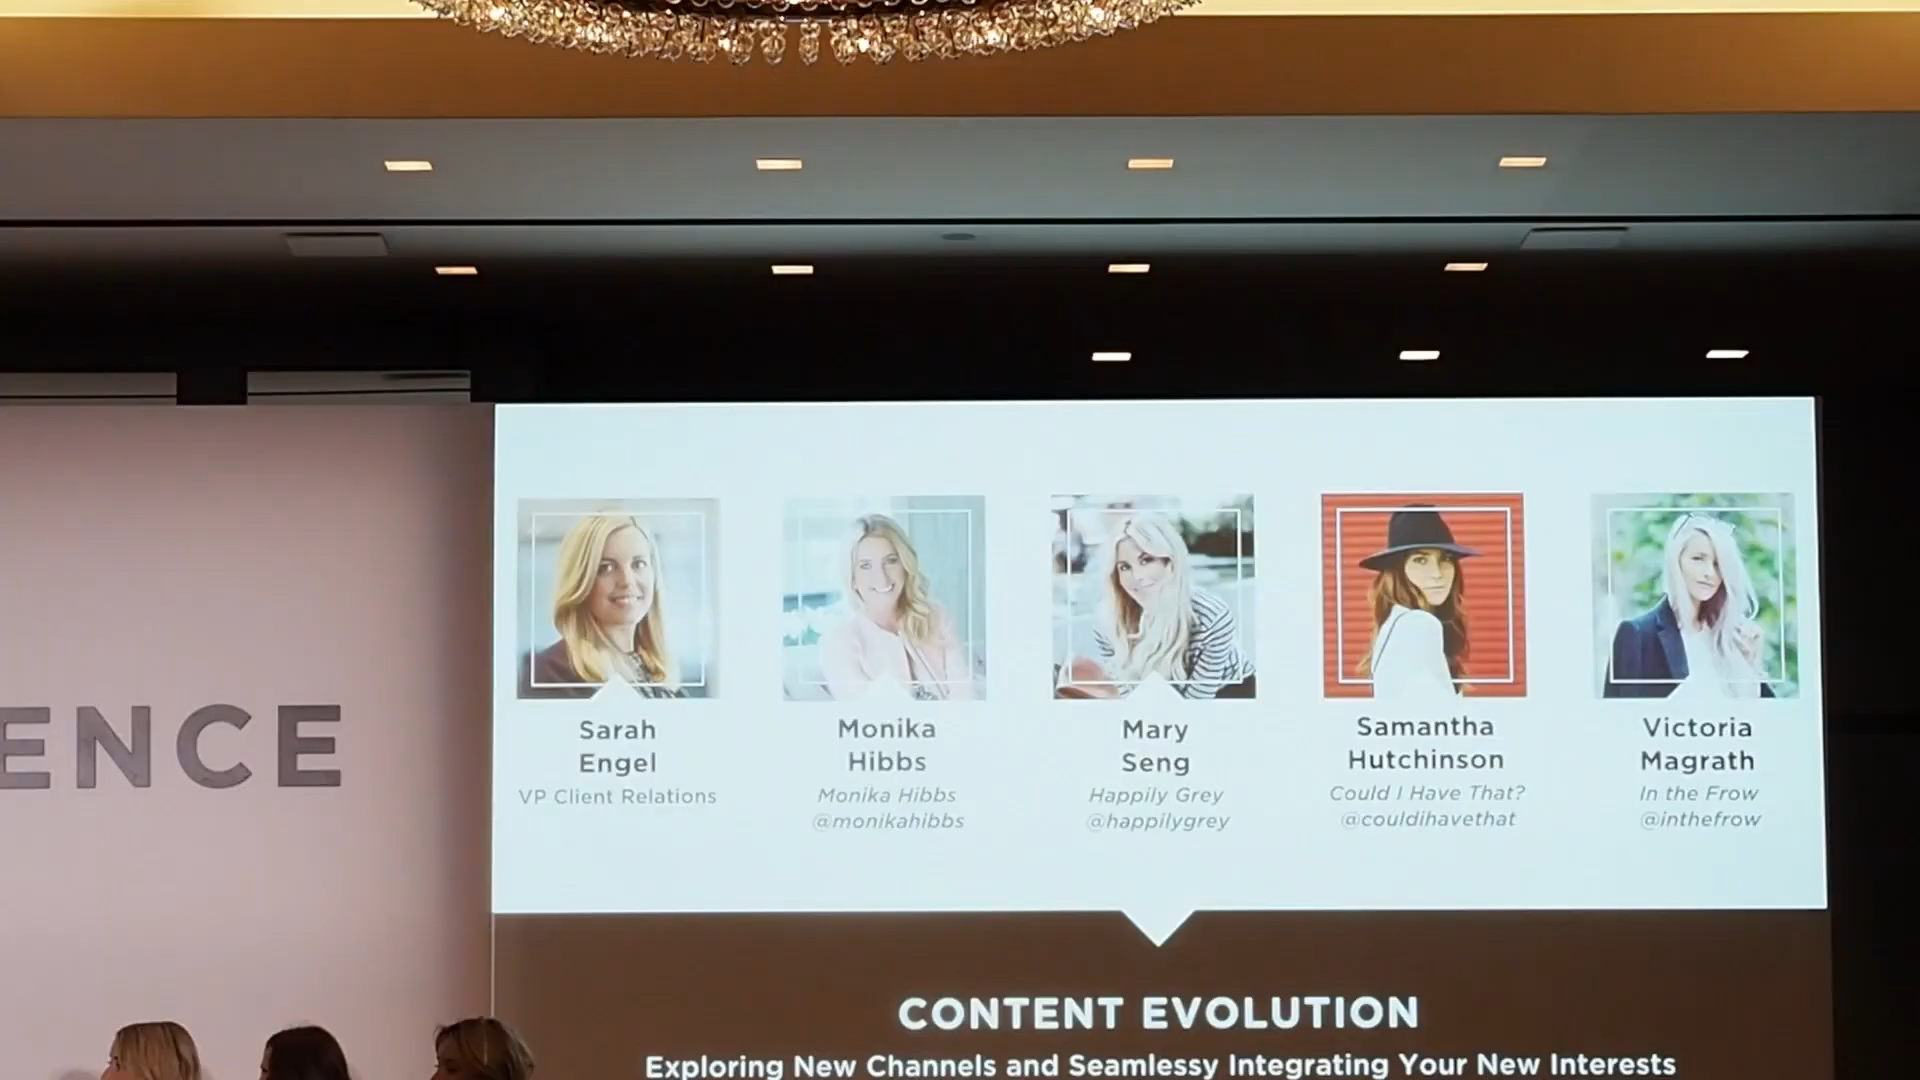 ENCE
Sarah
Engel
VP Client Relations
Monika
Hibbs
Monika Hibbs
@monikahibbs
Mary
Seng
Happily Grey
@happilygrey
Samantha
Hutchinson
Could I Have That?
@couldihavethat
Victoria
Magrath
In the Frow
@inthefrow
CONTENT EVOLUTION
Exploring New Channels and Seamlessy Integrating Your New Interests